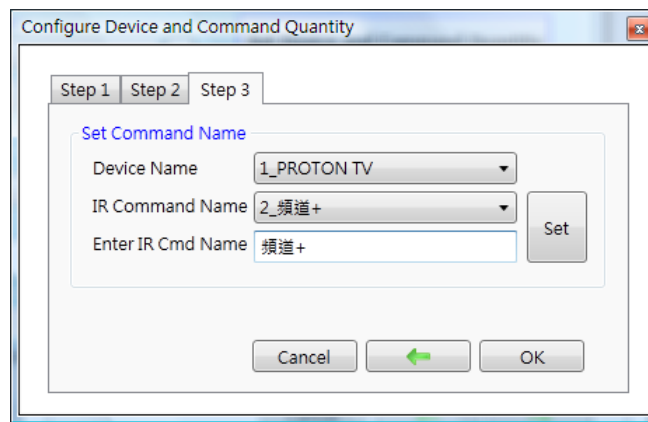 Configure Device and Command Quantity
Step 1 Step 2 Step 3
Set Command Name
Device Name 1_PROTON TV
IR Command Name 2_頻道+
Enter IR Cmd Name 頻道+
Set
Cancel OK